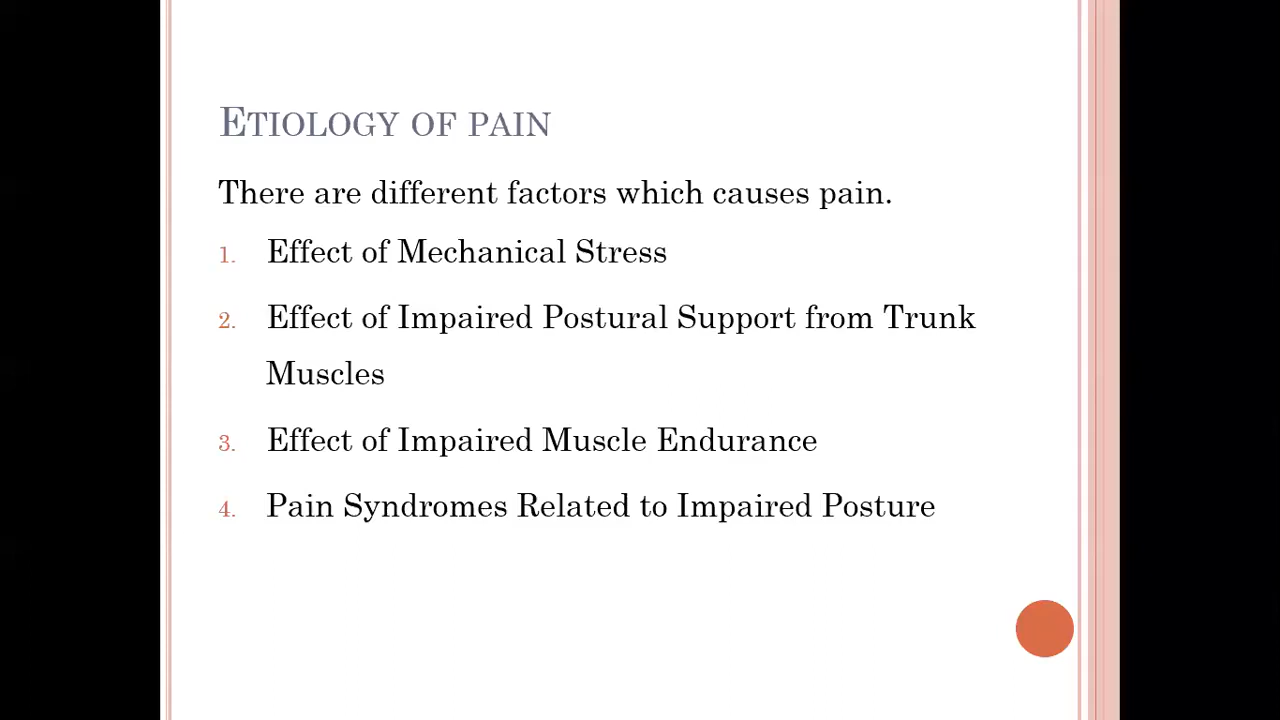 ETIOLOGY OF PAIN
There are different factors which causes pain.
1. Effect of Mechanical Stress
2. Effect of Impaired Postural Support from Trunk
Muscles
3. Effect of Impaired Muscle Endurance
4. Pain Syndromes Related to Impaired Posture